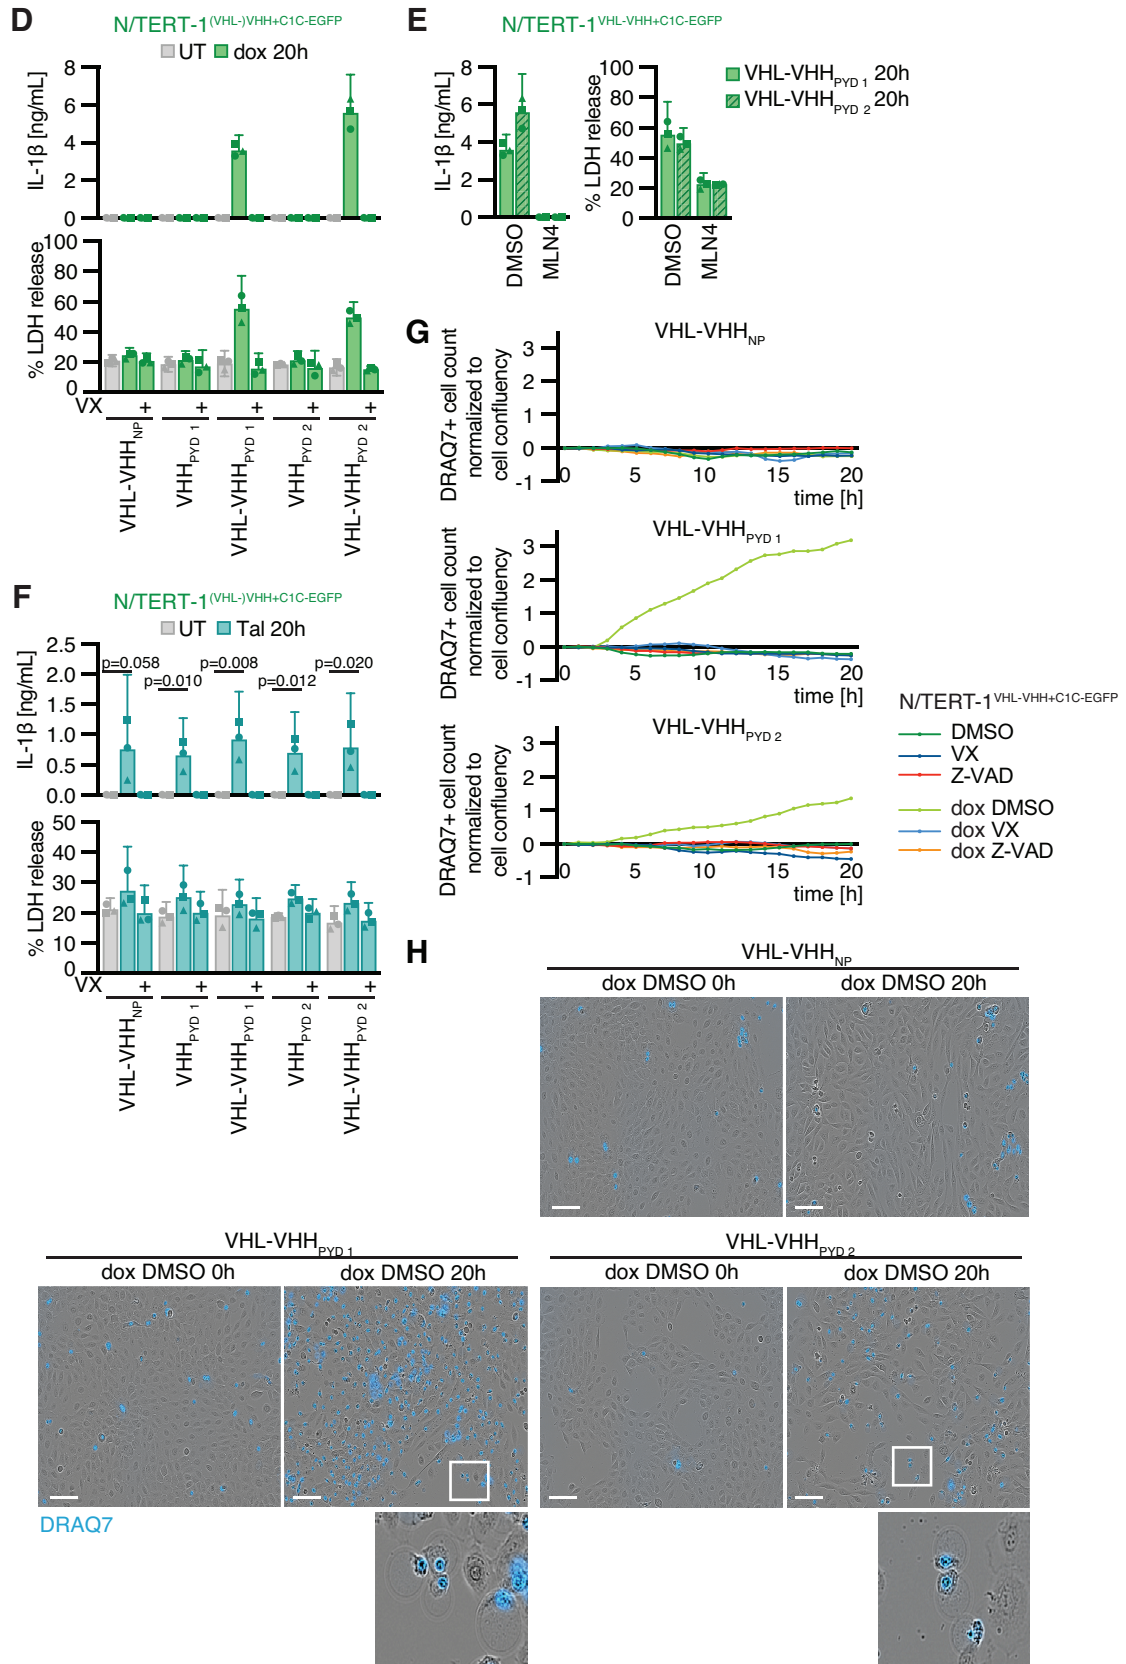 D
N/TERT-1(VHL-)VHH+C1C-EGFP
UT dox 20h
IL-1β [ng/mL]
8
6
4
2
0
% LDH release
100
80
60
40
20
0
VX + + + + +
VHL-VHHNP
VHHPYD 1
VHL-VHHPYD 1
VHHPYD 2
VHL-VHHPYD 2
E
N/TERT-1VHL-VHH+C1C-EGFP
IL-1β [ng/mL]
8
6
4
2
0
DMSO
MLN4
% LDH release
100
80
60
40
20
0
DMSO
MLN4
VHL-VHHPYD 1 20h
VHL-VHHPYD 2 20h
F
N/TERT-1(VHL-)VHH+C1C-EGFP
UT Tal 20h
IL-1β [ng/mL]
2.5
2.0
1.5
1.0
0.5
0.0
p=0.058
p=0.010
p=0.008
p=0.012
p=0.020
% LDH release
50
40
30
20
10
0
VX + + + + +
VHL-VHHNP
VHHPYD 1
VHL-VHHPYD 1
VHHPYD 2
VHL-VHHPYD 2
G
VHL-VHHNP
DRAQ7+ cell count
normalized to
cell confluency
3
2
1
0
-1
0 5 10 15 20
time [h]
VHL-VHHPYD 1
DRAQ7+ cell count
normalized to
cell confluency
3
2
1
0
-1
0 5 10 15 20
time [h]
VHL-VHHPYD 2
DRAQ7+ cell count
normalized to
cell confluency
3
2
1
0
-1
0 5 10 15 20
time [h]
N/TERT-1VHL-VHH+C1C-EGFP
DMSO
VX
Z-VAD
dox DMSO
dox VX
dox Z-VAD
H
VHL-VHHNP
dox DMSO 0h dox DMSO 20h
VHL-VHHPYD 1
dox DMSO 0h dox DMSO 20h
VHL-VHHPYD 2
dox DMSO 0h dox DMSO 20h
DRAQ7